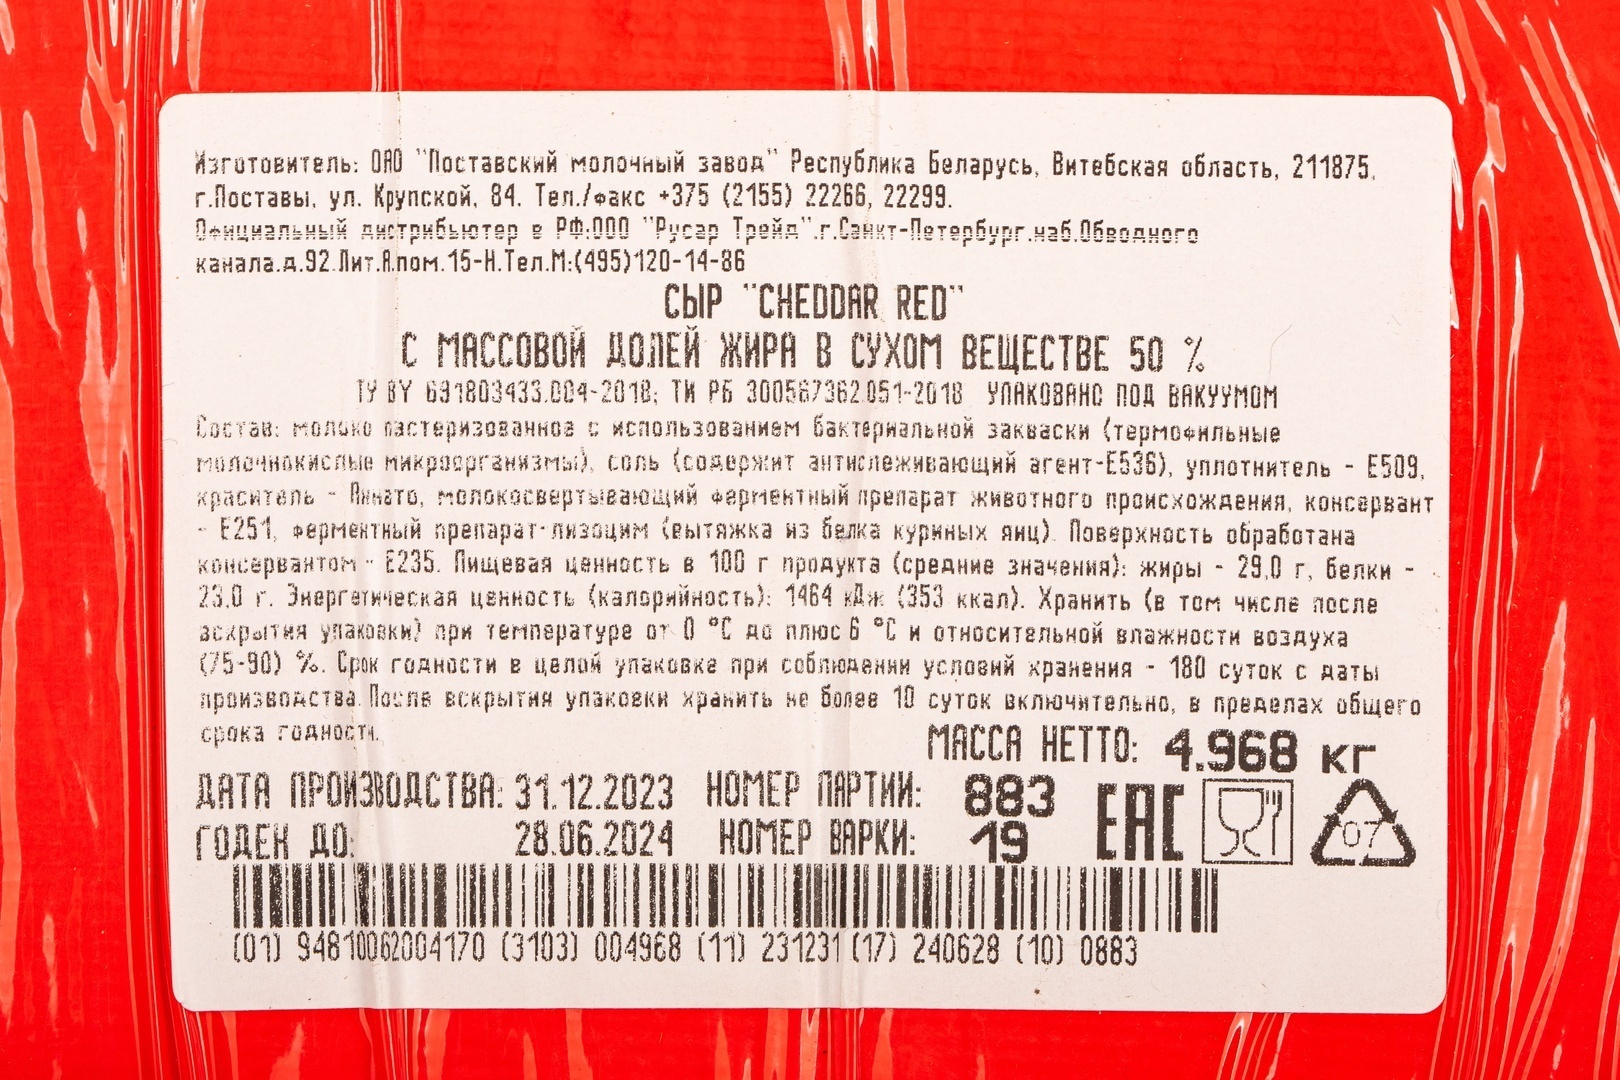 Изготовитель: ОАО "Поставский молочный завод" Республика Беларусь, Витебская область, 211875,
г.Поставы, ул. Крупской, 84. Тел./факс +375 (2155) 22266, 22299.
Официальный дистрибьютер в РФ:ООО "Русар Трейд".г.Санкт-Петербург.наб.Обводного
канала.д.92.Лит.А.пом.15-Н.Тел.М:(495)120-14-86
СЫР "CHEDDAR RED"
С МАССОВОЙ ДОЛЕЙ ЖИРА В СУХОМ ВЕЩЕСТВЕ 50 %
ТУ BY 691803433.004-2018; ТИ РБ 300567362.051-2018 УПАКОВАНО ПОД ВАКУУМОМ
Состав: молоко пастеризованное с использованием бактериальной закваски (термофильные
молочнокислые микроорганизмы), соль (содержит антислеживающий агент-Е536), уплотнитель - Е509,
краситель - Аннато, молокосвертывающий ферментный препарат животного происхождения, консервант
- Е251, ферментный препарат-лизоцим (вытяжка из белка куриных яиц). Поверхность обработана
консервантом - Е235. Пищевая ценность в 100 г продукта (средние значения): жиры - 29,0 г, белки -
23,0 г. Энергетическая ценность (калорийность): 1464 кДж (353 ккал). Хранить (в том числе после
вскрытия упаковки) при температуре от 0 °C до плюс 6 °C и относительной влажности воздуха
(75-90) %. Срок годности в целой упаковке при соблюдении условий хранения - 180 суток с даты
производства.После вскрытия упаковки хранить не более 10 суток включительно, в пределах общего
срока годности.
МАССА НЕТТО: 4.968 кг
ДАТА ПРОИЗВОДСТВА: 31.12.2023 НОМЕР ПАРТИИ: 883
ГОДЕН ДО: 28.06.2024 НОМЕР ВАРКИ: 19
EAC
07
(01) 94810062004170 (3103) 004968 (11) 231231 (17) 240628 (10) 0883